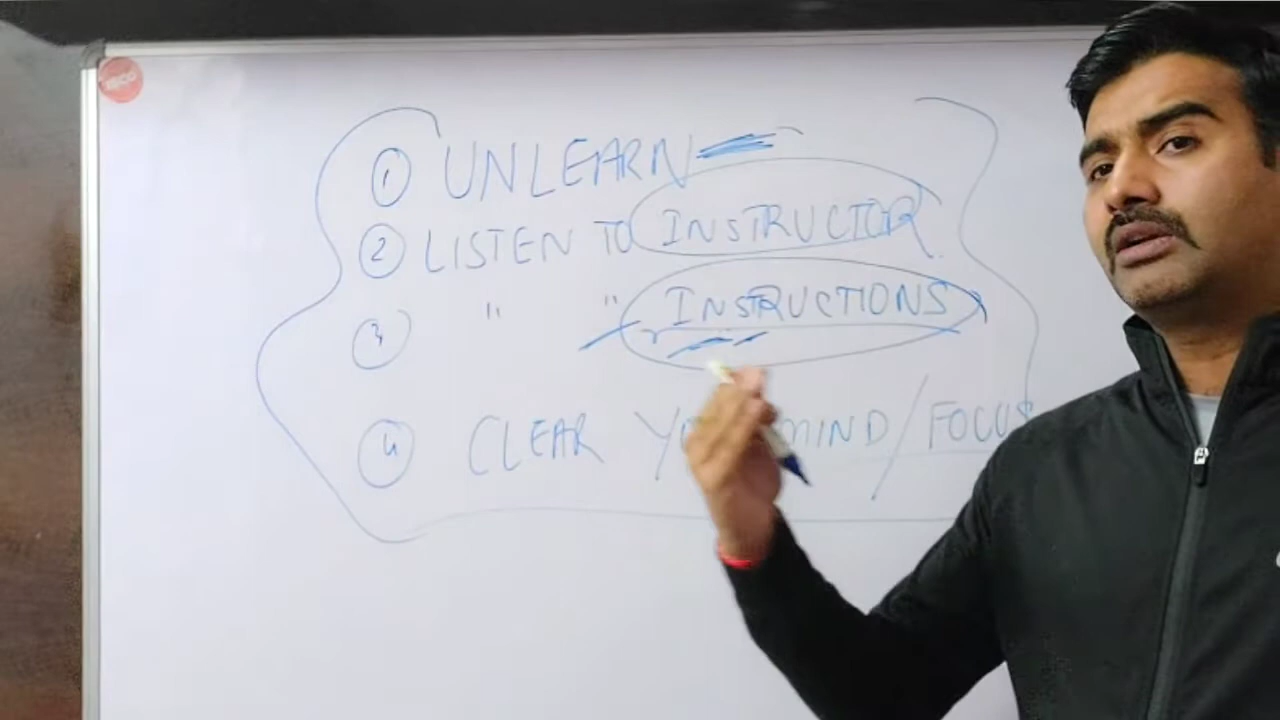 1 UNLEARN
2 LISTEN TO INSTRUCTOR
3 " " INSTRUCTIONS
4 CLEAR MIND/FOCUS